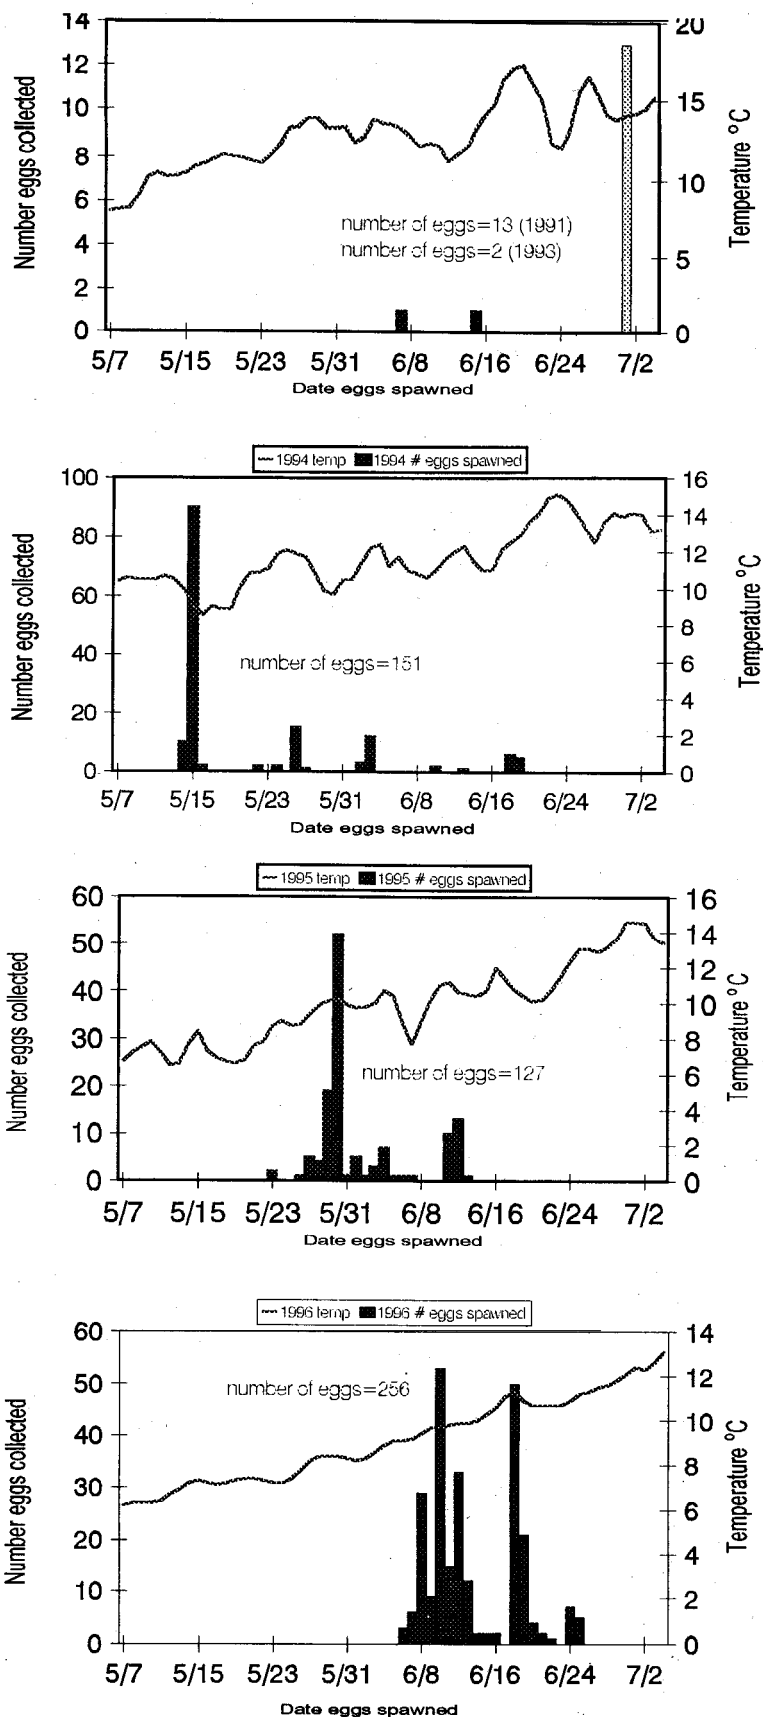 14
12
10
8
6
4
2
0
Number eggs collected
20
15
10
5
0
Temperature °C
number of eggs=13 (1991)
number of eggs=2 (1993)
5/7 5/15 5/23 5/31 6/8 6/16 6/24 7/2
Date eggs spawned
1994 temp 1994 # eggs spawned
100
80
60
40
20
0
Number eggs collected
16
14
12
10
8
6
4
2
0
Temperature °C
number of eggs=151
5/7 5/15 5/23 5/31 6/8 6/16 6/24 7/2
Date eggs spawned
1995 temp 1995 # eggs spawned
60
50
40
30
20
10
0
Number eggs collected
16
14
12
10
8
6
4
2
0
Temperature °C
number of eggs=127
5/7 5/15 5/23 5/31 6/8 6/16 6/24 7/2
Date eggs spawned
1996 temp 1996 # eggs spawned
60
50
40
30
20
10
0
Number eggs collected
14
12
10
8
6
4
2
0
Temperature °C
number of eggs=256
5/7 5/15 5/23 5/31 6/8 6/16 6/24 7/2
Date eggs spawned